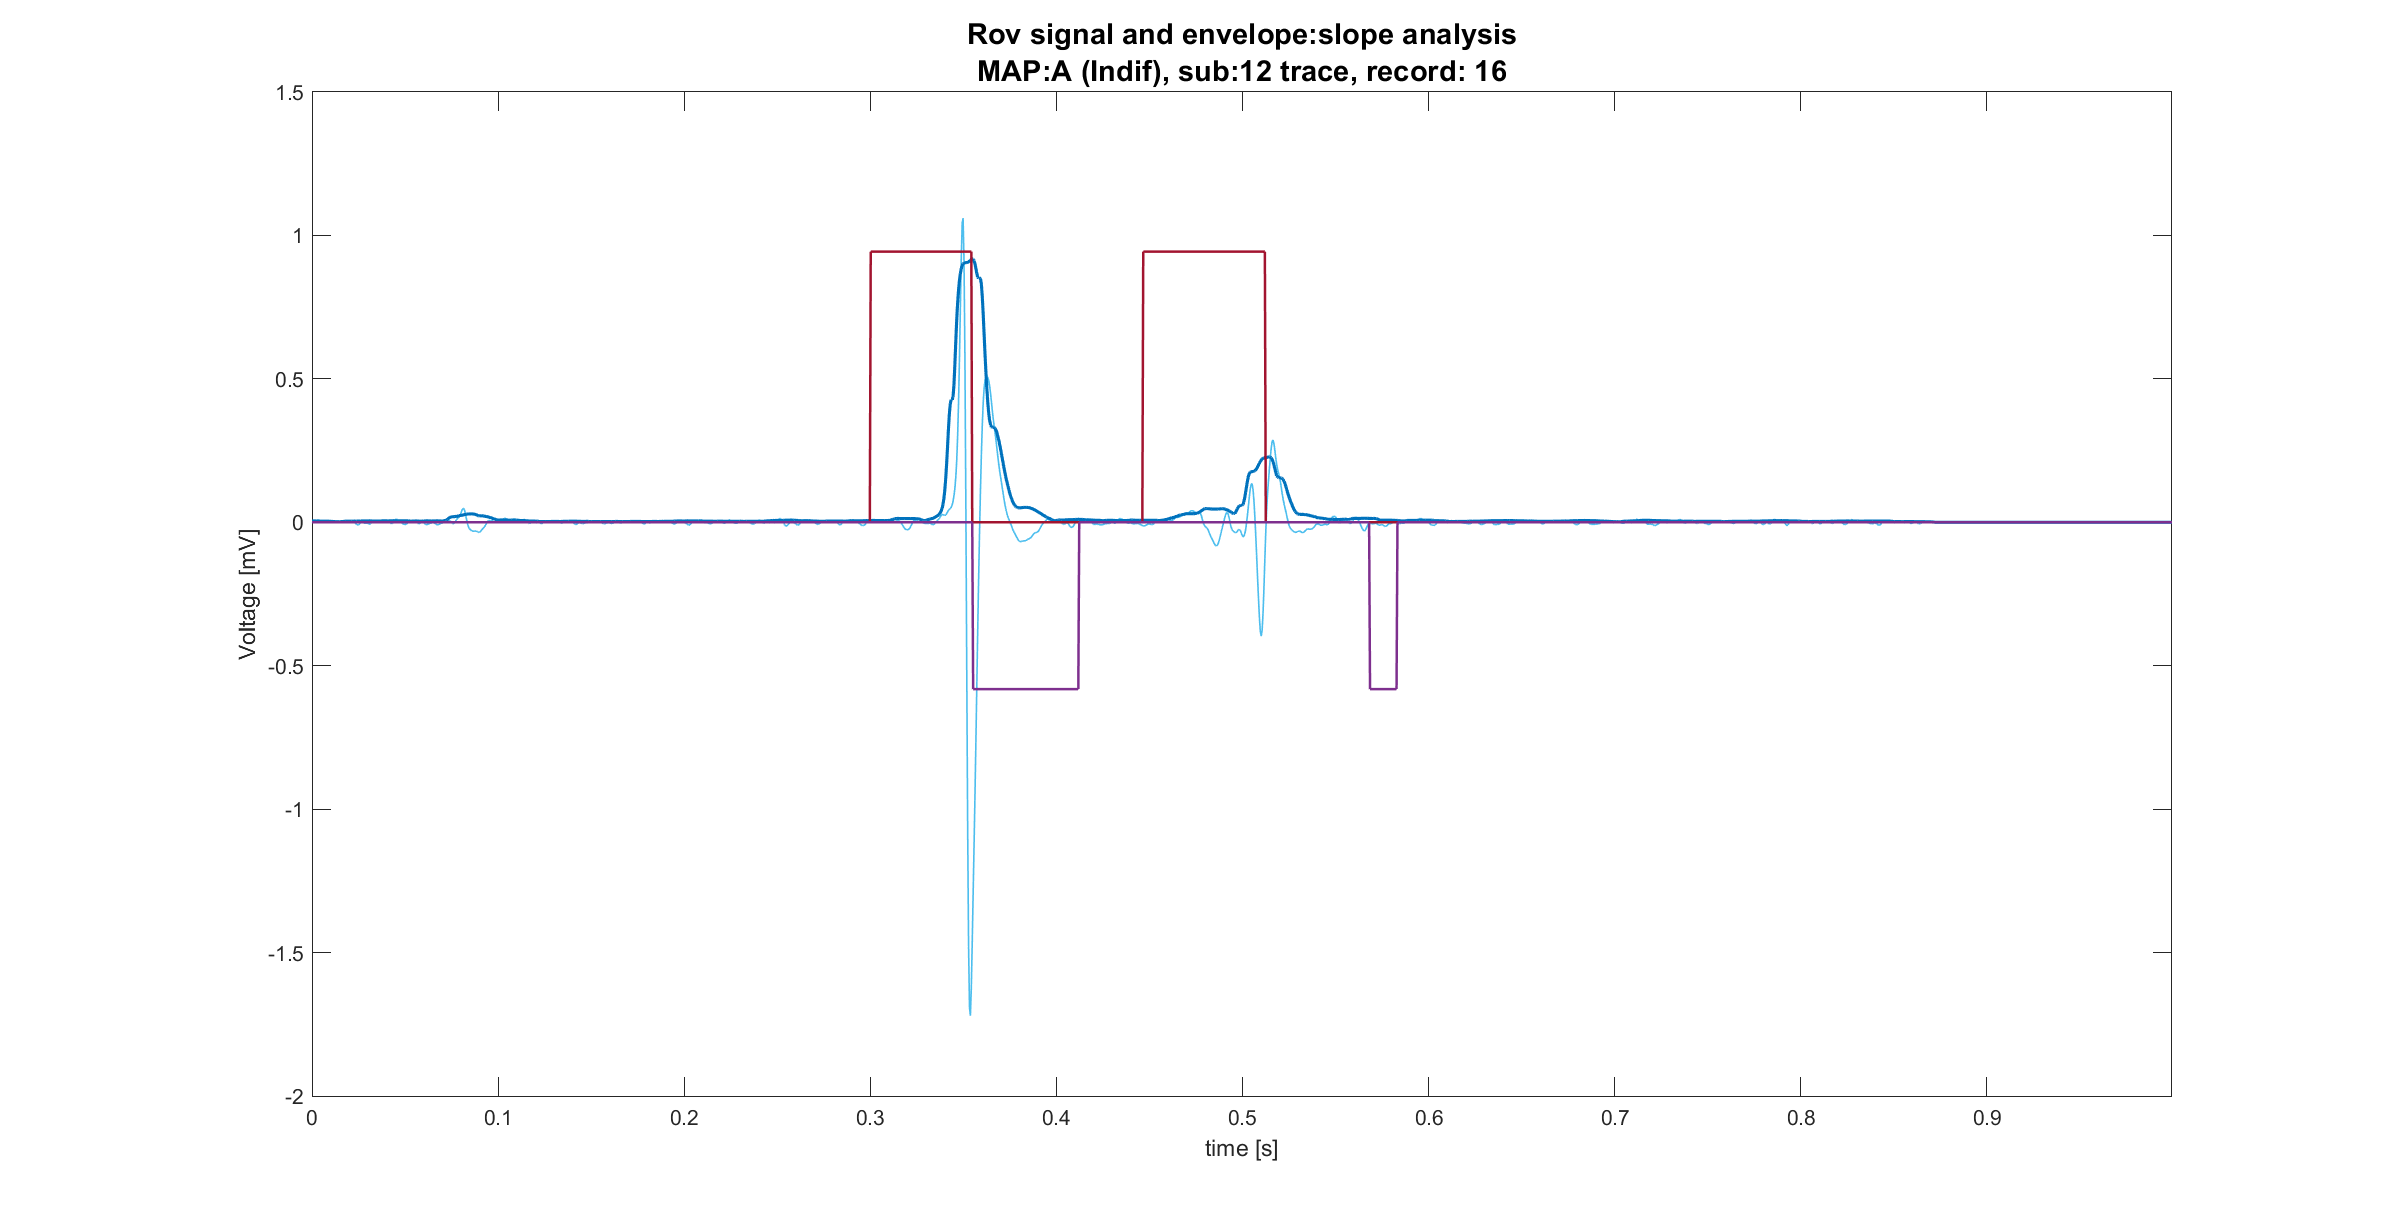 Rov signal and envelope:slope analysis
MAP:A (Indif), sub:12 trace, record: 16
1.5
1
0.5
0
-0.5
-1
-1.5
-2
Voltage [mV]
0 0.1 0.2 0.3 0.4 0.5 0.6 0.7 0.8 0.9
time [s]